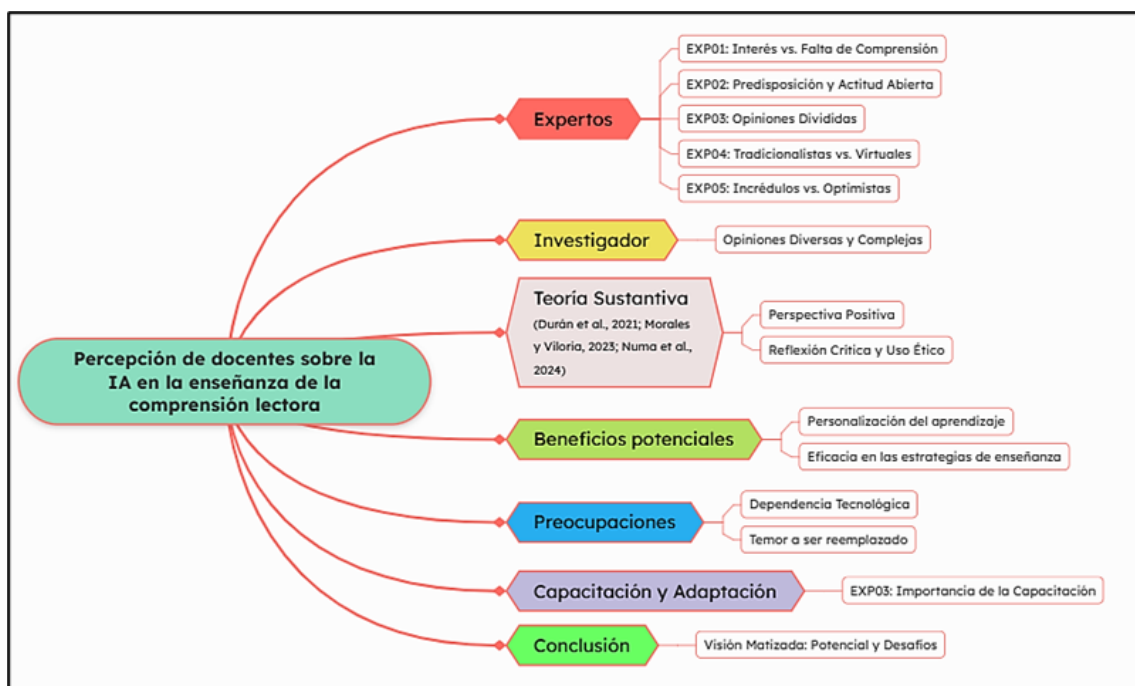 Percepción de docentes sobre la
IA en la enseñanza de la
comprensión lectora
Expertos
EXP01: Interés vs. Falta de Comprensión
EXP02: Predisposición y Actitud Abierta
EXP03: Opiniones Divididas
EXP04: Tradicionalistas vs. Virtuales
EXP05: Incrédulos vs. Optimistas
Investigador
Opiniones Diversas y Complejas
Teoría Sustantiva
(Durán et al., 2021; Morales
y Viloria, 2023; Numa et al.,
2024)
Perspectiva Positiva
Reflexión Crítica y Uso Ético
Beneficios potenciales
Personalización del aprendizaje
Eficacia en las estrategias de enseñanza
Preocupaciones
Dependencia Tecnológica
Temor a ser reemplazado
Capacitación y Adaptación
EXP03: Importancia de la Capacitación
Conclusión
Visión Matizada: Potencial y Desafíos